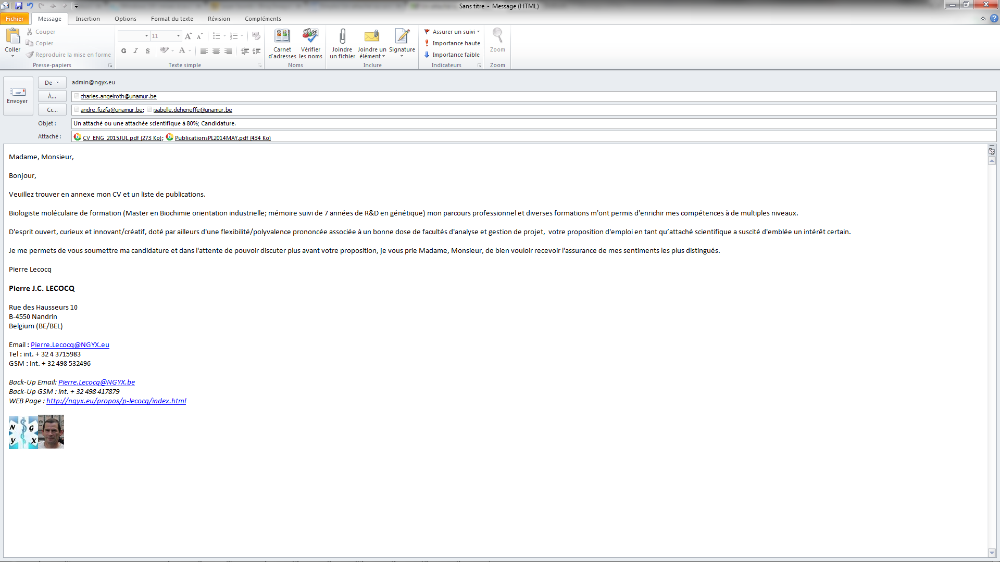 Sans titre - Message (HTML)
Fichier Message Insertion Options Format du texte Révision Compléments
Coller
Couper
Copier
Reproduire la mise en forme
Presse-papiers
11
G I S
Texte simple
Carnet d'adresses
Vérifier les noms
Noms
Joindre un fichier
Joindre un élément
Signature
Inclure
Assurer un suivi
Importance haute
Importance faible
Indicateurs
Zoom
Zoom
Envoyer
De admin@ngyx.eu
À... charles.angelroth@unamur.be
Cc... andre.fuzfa@unamur.be; isabelle.deheneffe@unamur.be
Objet : Un attaché ou une attachée scientifique à 80%; Candidature.
Attaché : CV_ENG_2015JUL.pdf (273 Ko); PublicationsPL2014MAY.pdf (434 Ko)
Madame, Monsieur,
Bonjour,
Veuillez trouver en annexe mon CV et un liste de publications.
Biologiste moléculaire de formation (Master en Biochimie orientation industrielle; mémoire suivi de 7 années de R&D en génétique) mon parcours professionnel et diverses formations m'ont permis d'enrichir mes compétences à de multiples niveaux.
D'esprit ouvert, curieux et innovant/créatif, doté par ailleurs d'une flexibilité/polyvalence prononcée associée à un bonne dose de facultés d'analyse et gestion de projet, votre proposition d'emploi en tant qu’attaché scientifique a suscité d'emblée un intérêt certain.
Je me permets de vous soumettre ma candidature et dans l'attente de pouvoir discuter plus avant votre proposition, je vous prie Madame, Monsieur, de bien vouloir recevoir l'assurance de mes sentiments les plus distingués.
Pierre Lecocq
Pierre J.C. LECOCQ
Rue des Hausseurs 10
B-4550 Nandrin
Belgium (BE/BEL)
Email : Pierre.Lecocq@NGYX.eu
Tel : int. + 32 4 3715983
GSM : int. + 32 498 532496
Back-Up Email: Pierre.Lecocq@NGYX.be
Back-Up GSM : int. + 32 498 417879
WEB Page : http://ngyx.eu/propos/p-lecocq/index.html
N G
Y X